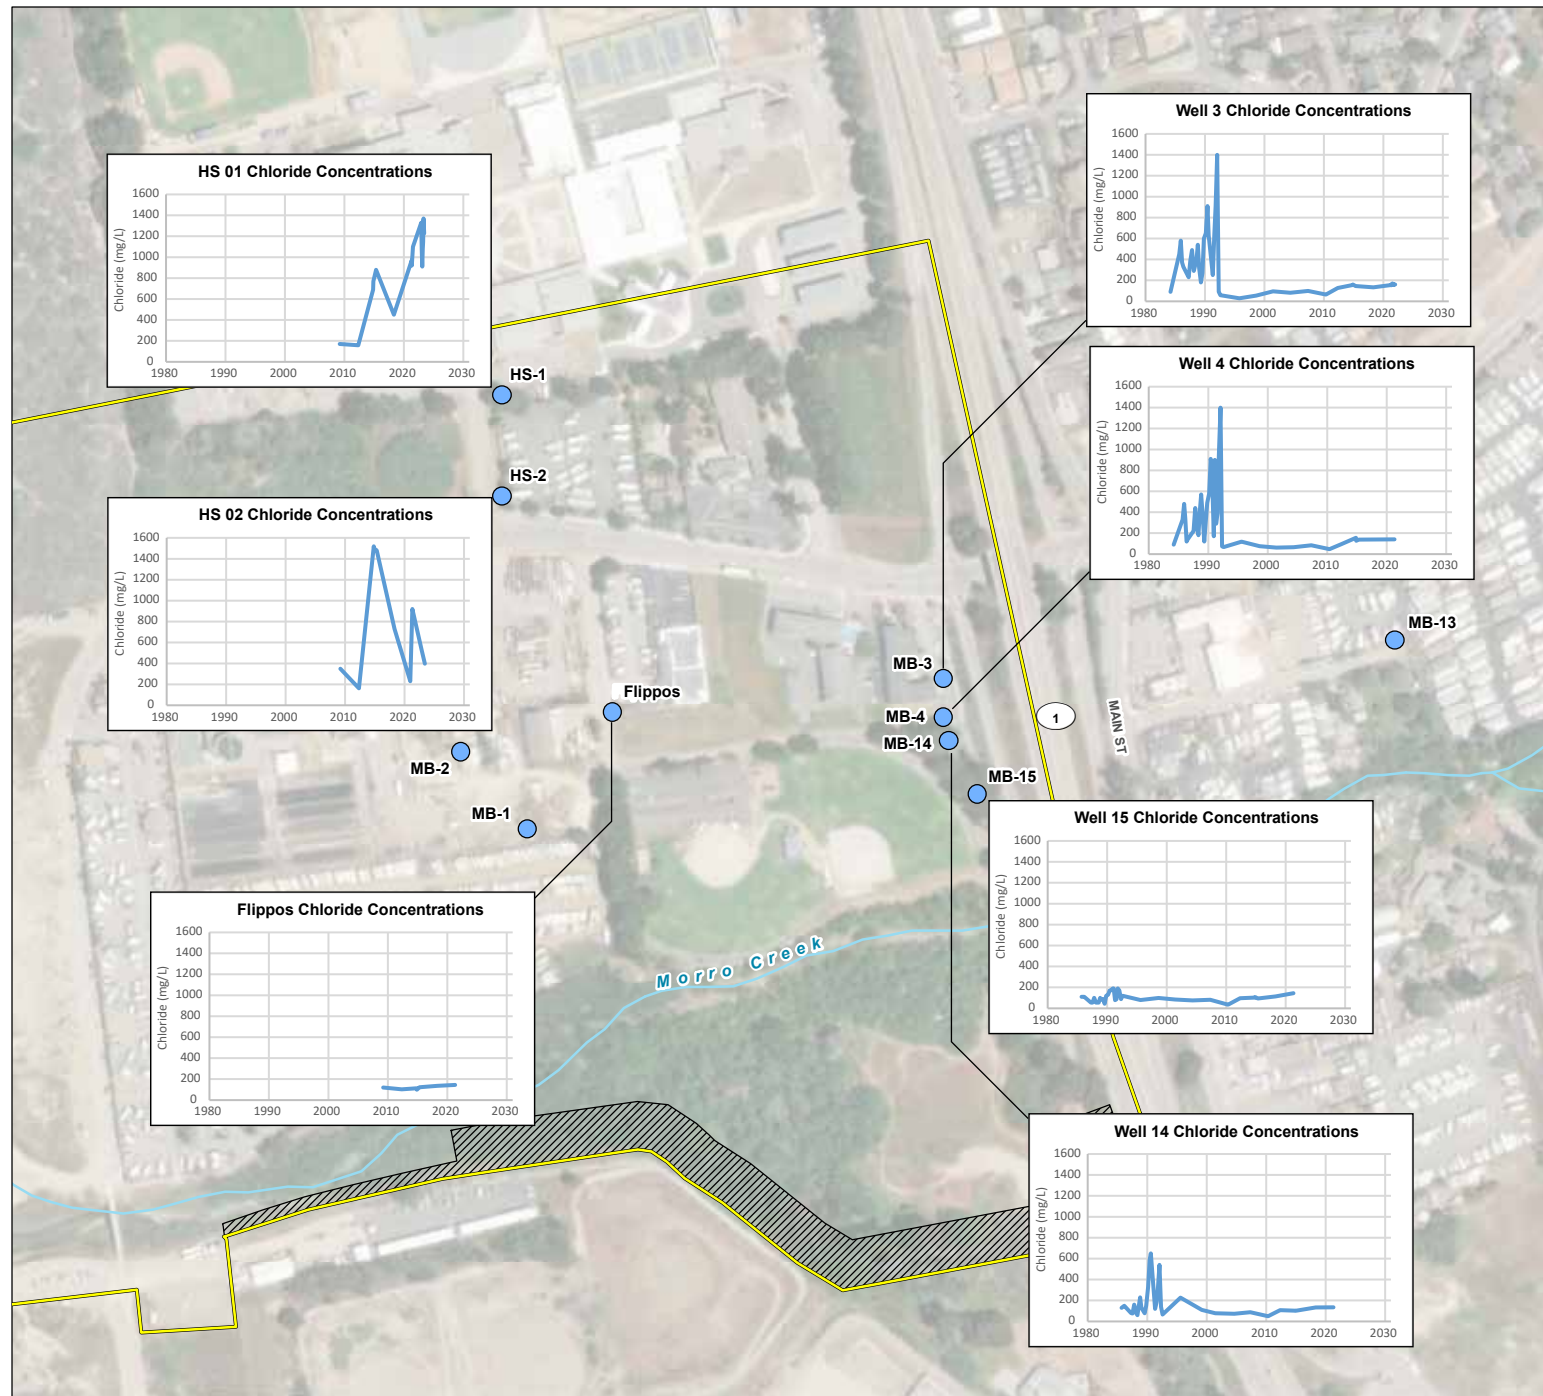 Well 3 Chloride Concentrations
Chloride (mg/L)
1600
1400
1200
1000
800
600
400
200
0
1980 1990 2000 2010 2020 2030
HS 01 Chloride Concentrations
Chloride (mg/L)
1600
1400
1200
1000
800
600
400
200
0
1980 1990 2000 2010 2020 2030
HS-1
Well 4 Chloride Concentrations
Chloride (mg/L)
1600
1400
1200
1000
800
600
400
200
0
1980 1990 2000 2010 2020 2030
HS-2
HS 02 Chloride Concentrations
Chloride (mg/L)
1600
1400
1200
1000
800
600
400
200
0
1980 1990 2000 2010 2020 2030
MB-13
MB-3
Flippos
MB-4
1
MAIN ST
MB-14
MB-2
MB-15
MB-1
Well 15 Chloride Concentrations
Chloride (mg/L)
1600
1400
1200
1000
800
600
400
200
0
1980 1990 2000 2010 2020 2030
Flippos Chloride Concentrations
Chloride (mg/L)
1600
1400
1200
1000
800
600
400
200
0
1980 1990 2000 2010 2020 2030
Morro Creek
Well 14 Chloride Concentrations
Chloride (mg/L)
1600
1400
1200
1000
800
600
400
200
0
1980 1990 2000 2010 2020 2030